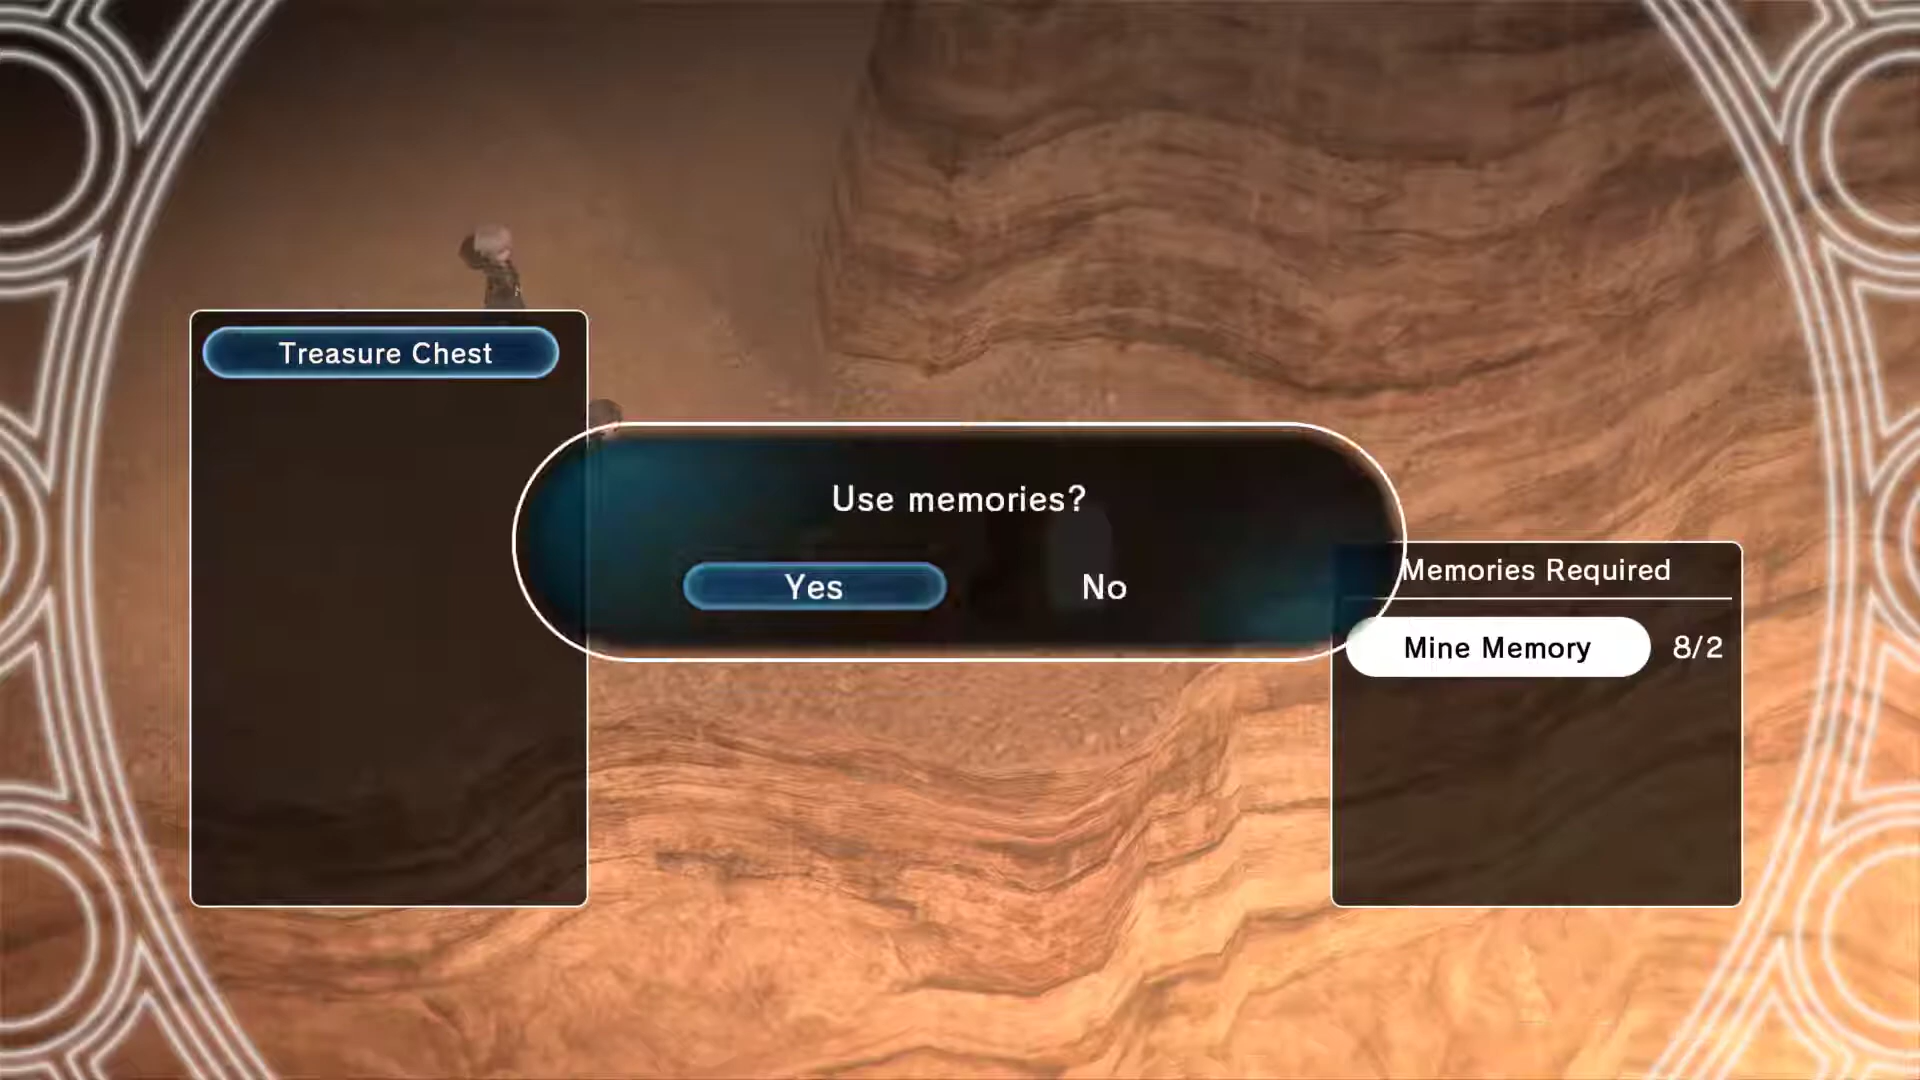 Treasure Chest
Use memories?
Yes No
Memories Required
Mine Memory 8/2